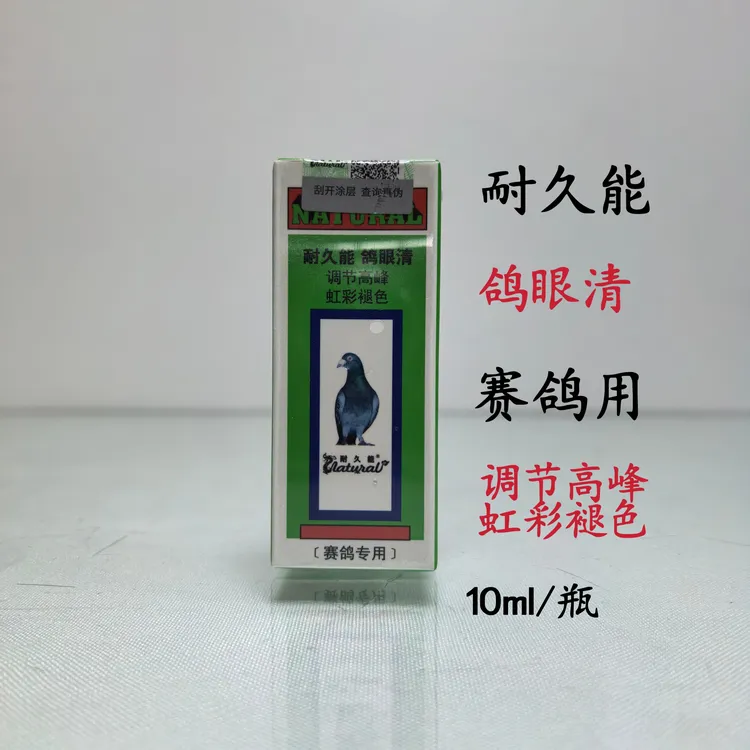 Natural
刮开涂层 查询真伪
NATURAL
耐久能 鸽眼清
调节高峰
虹彩褪色
耐久能®
Natural
〔赛鸽专用〕
耐久能
鸽眼清
赛鸽用
调节高峰
虹彩褪色
10ml/瓶